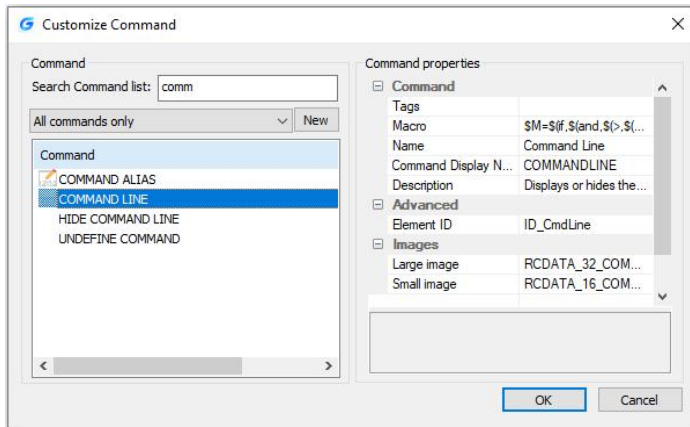 Customize Command
Command
Search Command list: comm
All commands only New
Command
COMMAND ALIAS
COMMAND LINE
HIDE COMMAND LINE
UNDEFINE COMMAND
Command properties
Command
Tags
Macro $M=$(if,$(and,$(>,$(...
Name Command Line
Command Display N... COMMANDLINE
Description Displays or hides the...
Advanced
Element ID ID_CmdLine
Images
Large image RCDATA_32_COM...
Small image RCDATA_16_COM...
OK Cancel